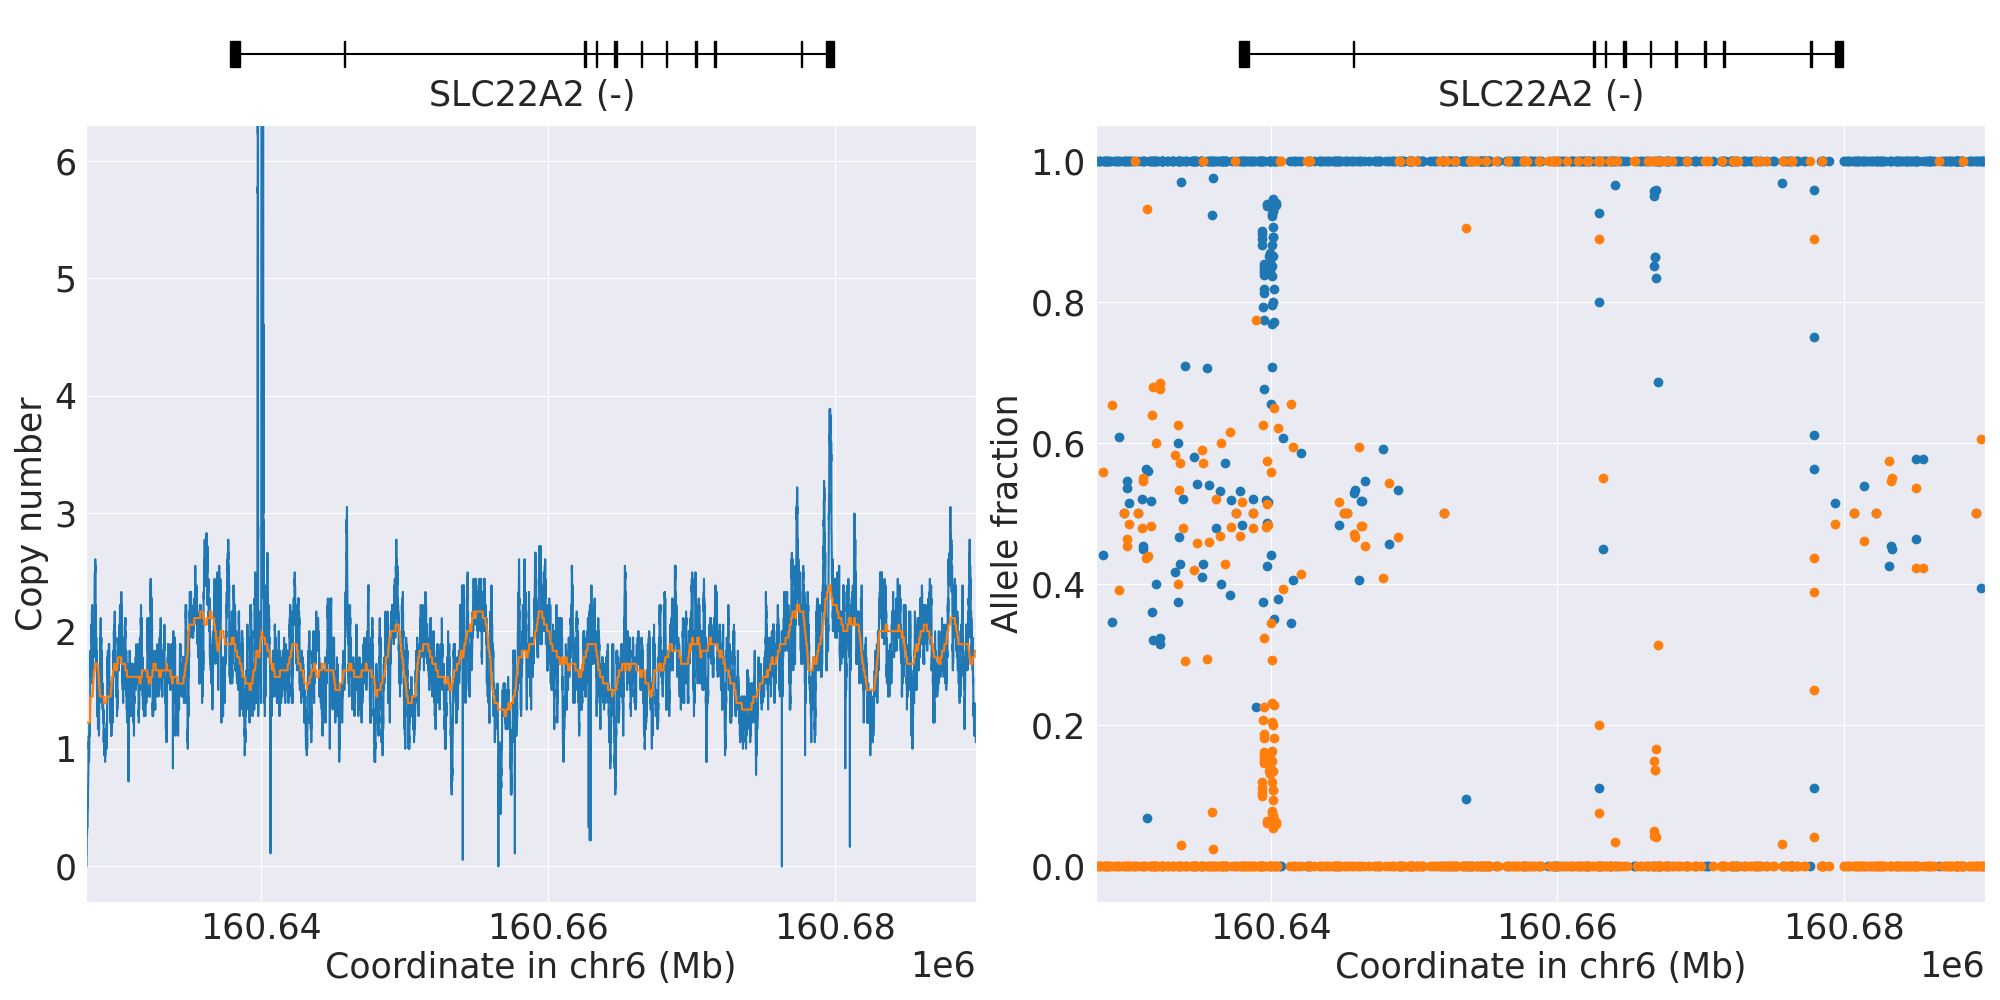 SLC22A2 (-)
6
5
4
3
2
1
0
Copy number
160.64
160.66
160.68
Coordinate in chr6 (Mb)
1e6
SLC22A2 (-)
1.0
0.8
0.6
0.4
0.2
0.0
Allele fraction
160.64
160.66
160.68
Coordinate in chr6 (Mb)
1e6